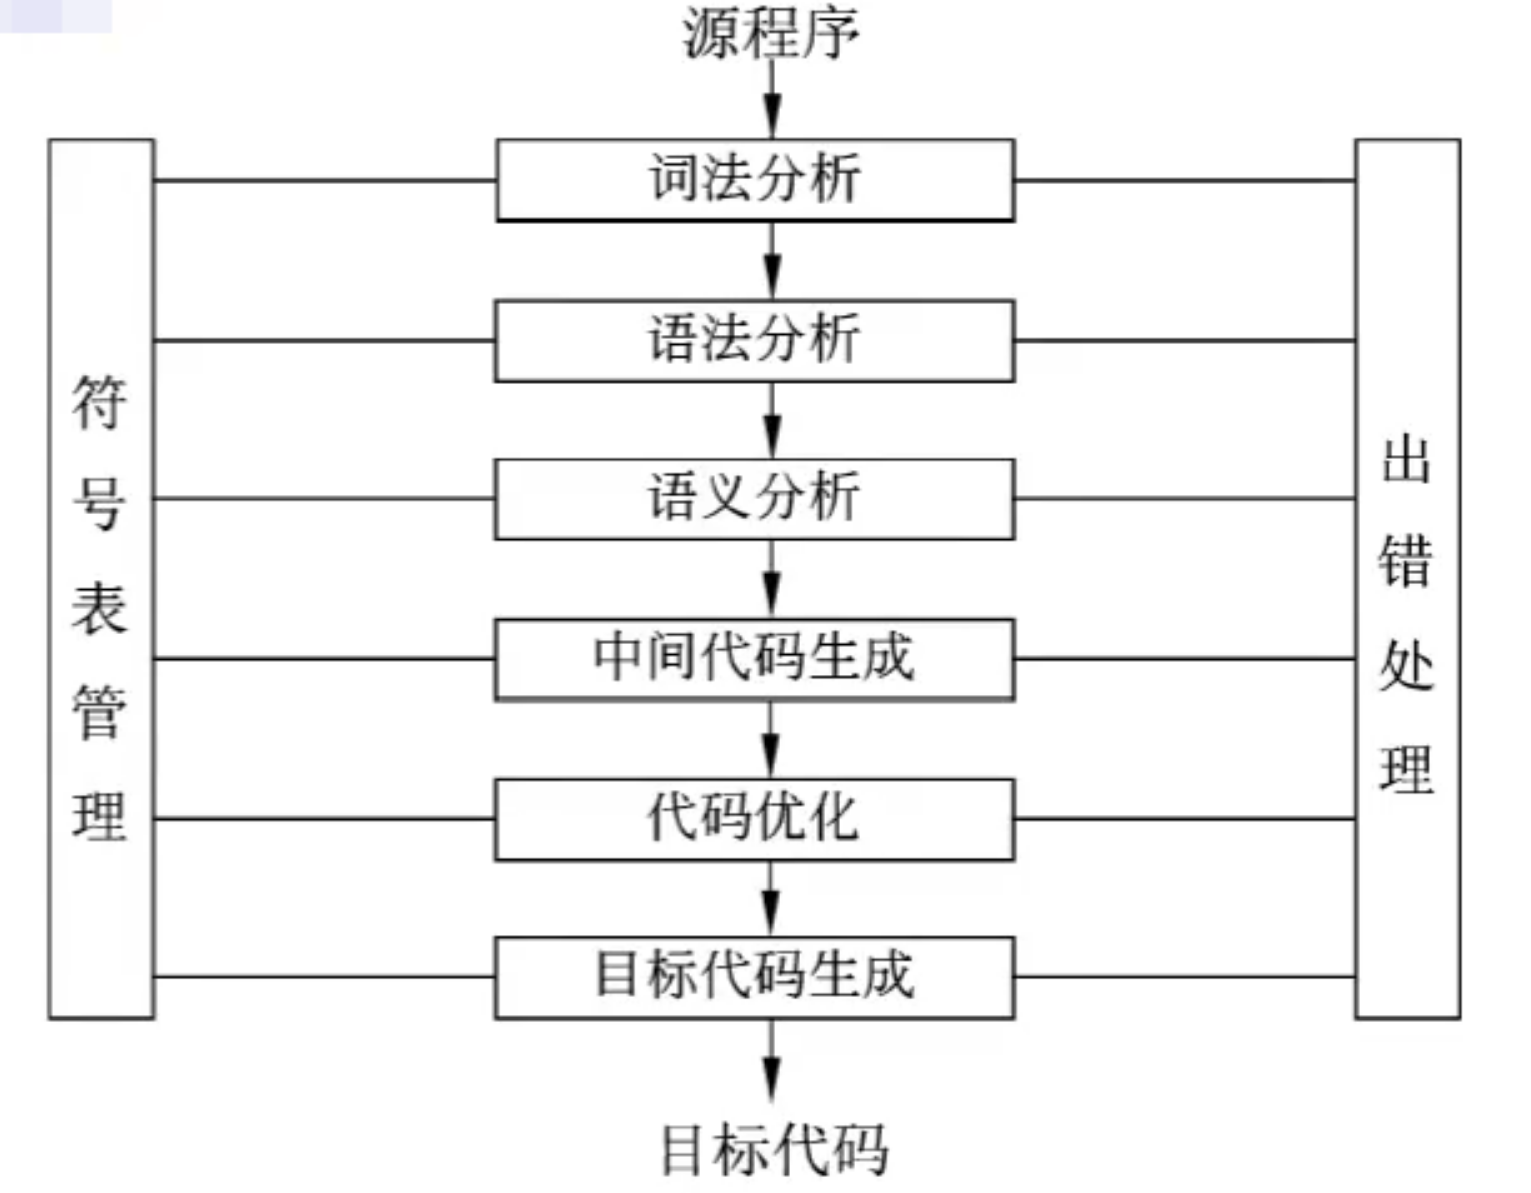 源程序
词法分析
语法分析
语义分析
中间代码生成
代码优化
目标代码生成
目标代码
符号表管理
出错处理